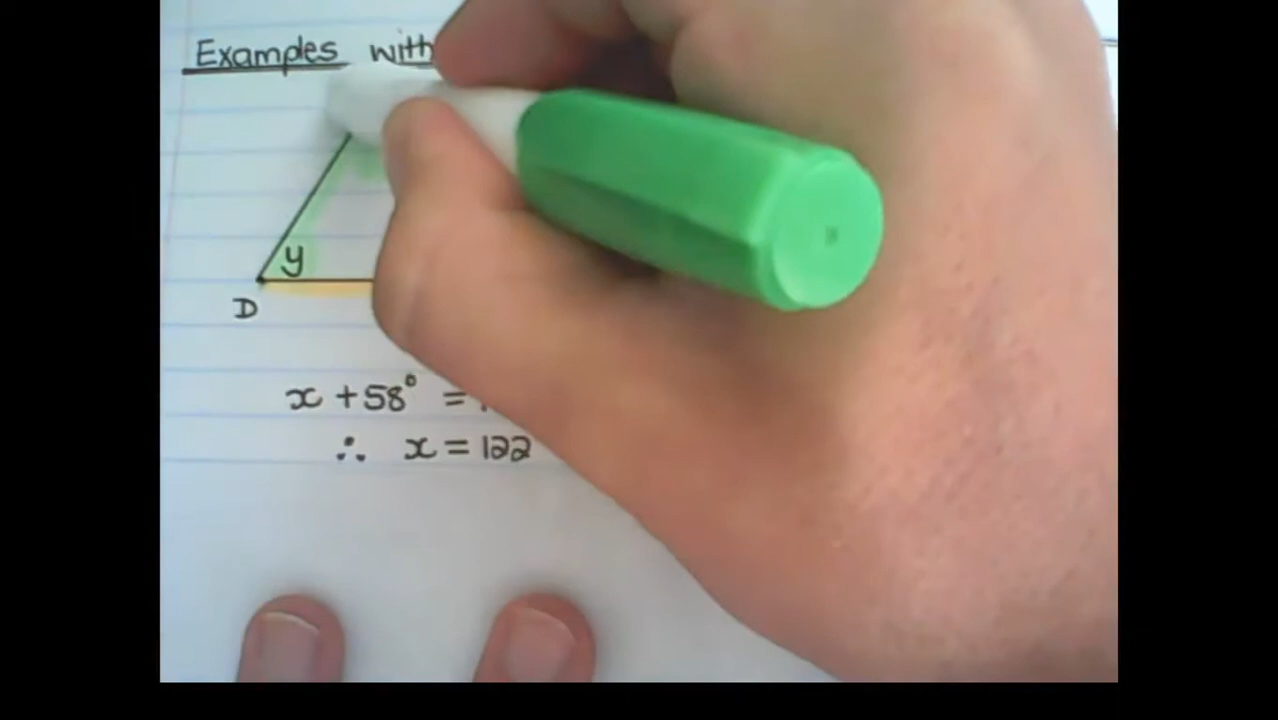 Examples with
y
D
x + 58° =
∴ x = 122